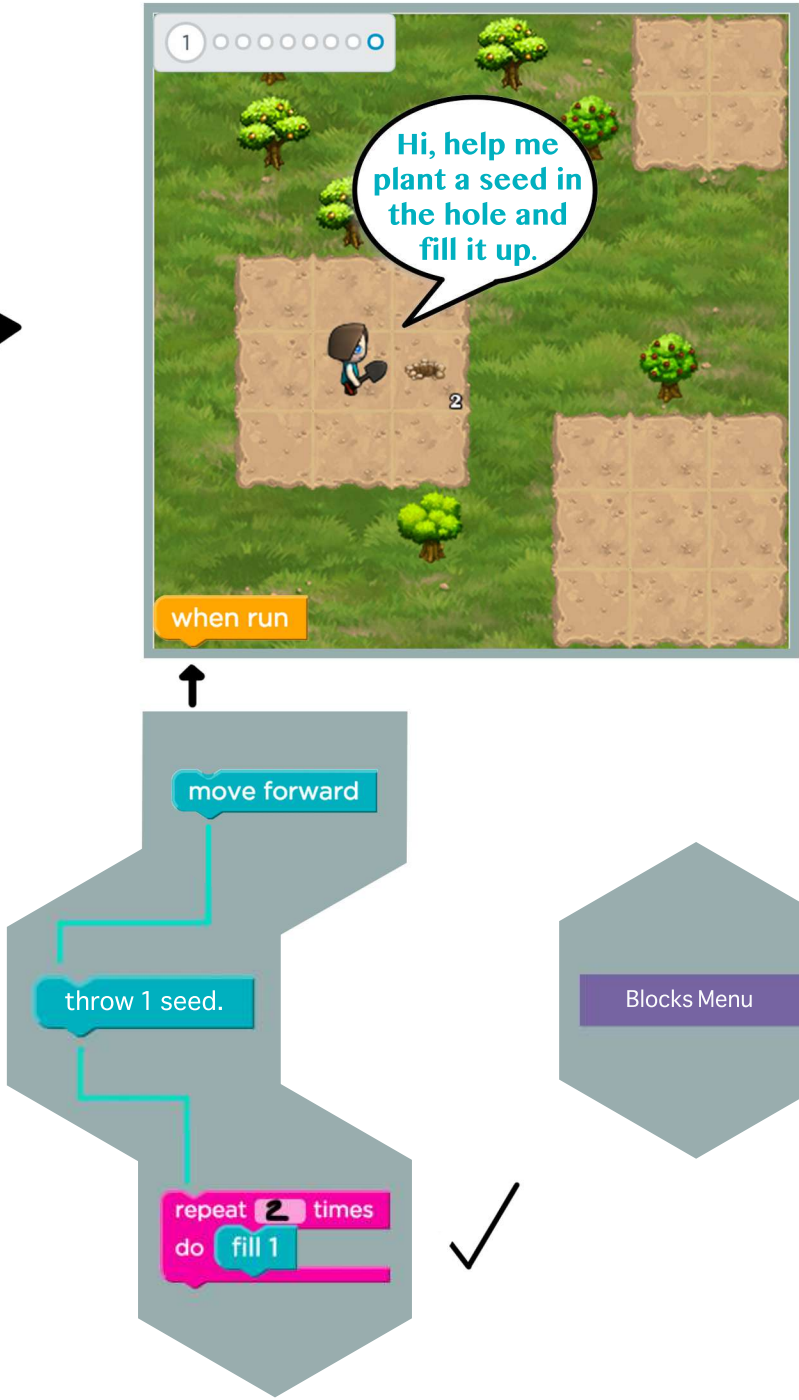 1
Hi, help me
plant a seed in
the hole and
fill it up.
2
when run
move forward
throw 1 seed.
Blocks Menu
repeat 2 times
do fill 1